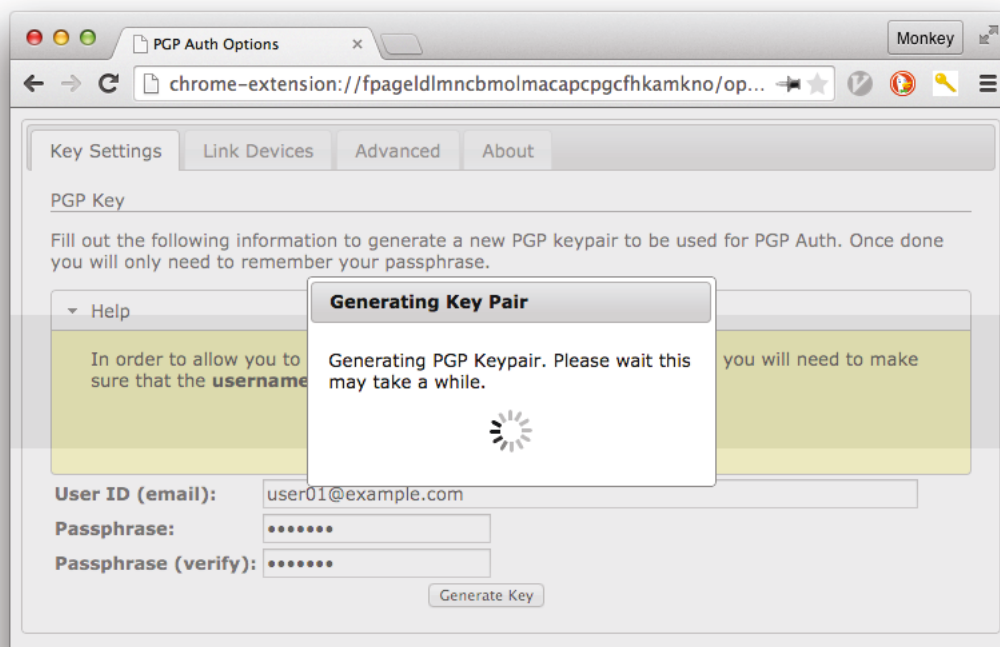 PGP Auth Options
Monkey
chrome-extension://fpageldlmncbmolmacapcpgcfhkamkno/op...
Key Settings
Link Devices
Advanced
About
PGP Key
Fill out the following information to generate a new PGP keypair to be used for PGP Auth. Once done
you will only need to remember your passphrase.
Help
In order to allow you to
you will need to make
sure that the username
Generating Key Pair
Generating PGP Keypair. Please wait this
may take a while.
User ID (email):
user01@example.com
Passphrase:
•••••••
Passphrase (verify):
•••••••
Generate Key